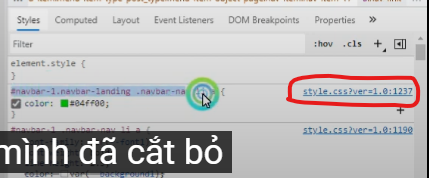 Styles Computed Layout Event Listeners DOM Breakpoints Properties »
Filter :hov .cls +
element.style {
}
#navbar-1.navbar-landing .navbar-na {
style.css?ver=1.0:1237
color: #04ff00;
}
style.css?ver=1.0:1190
mình đã cắt bỏ